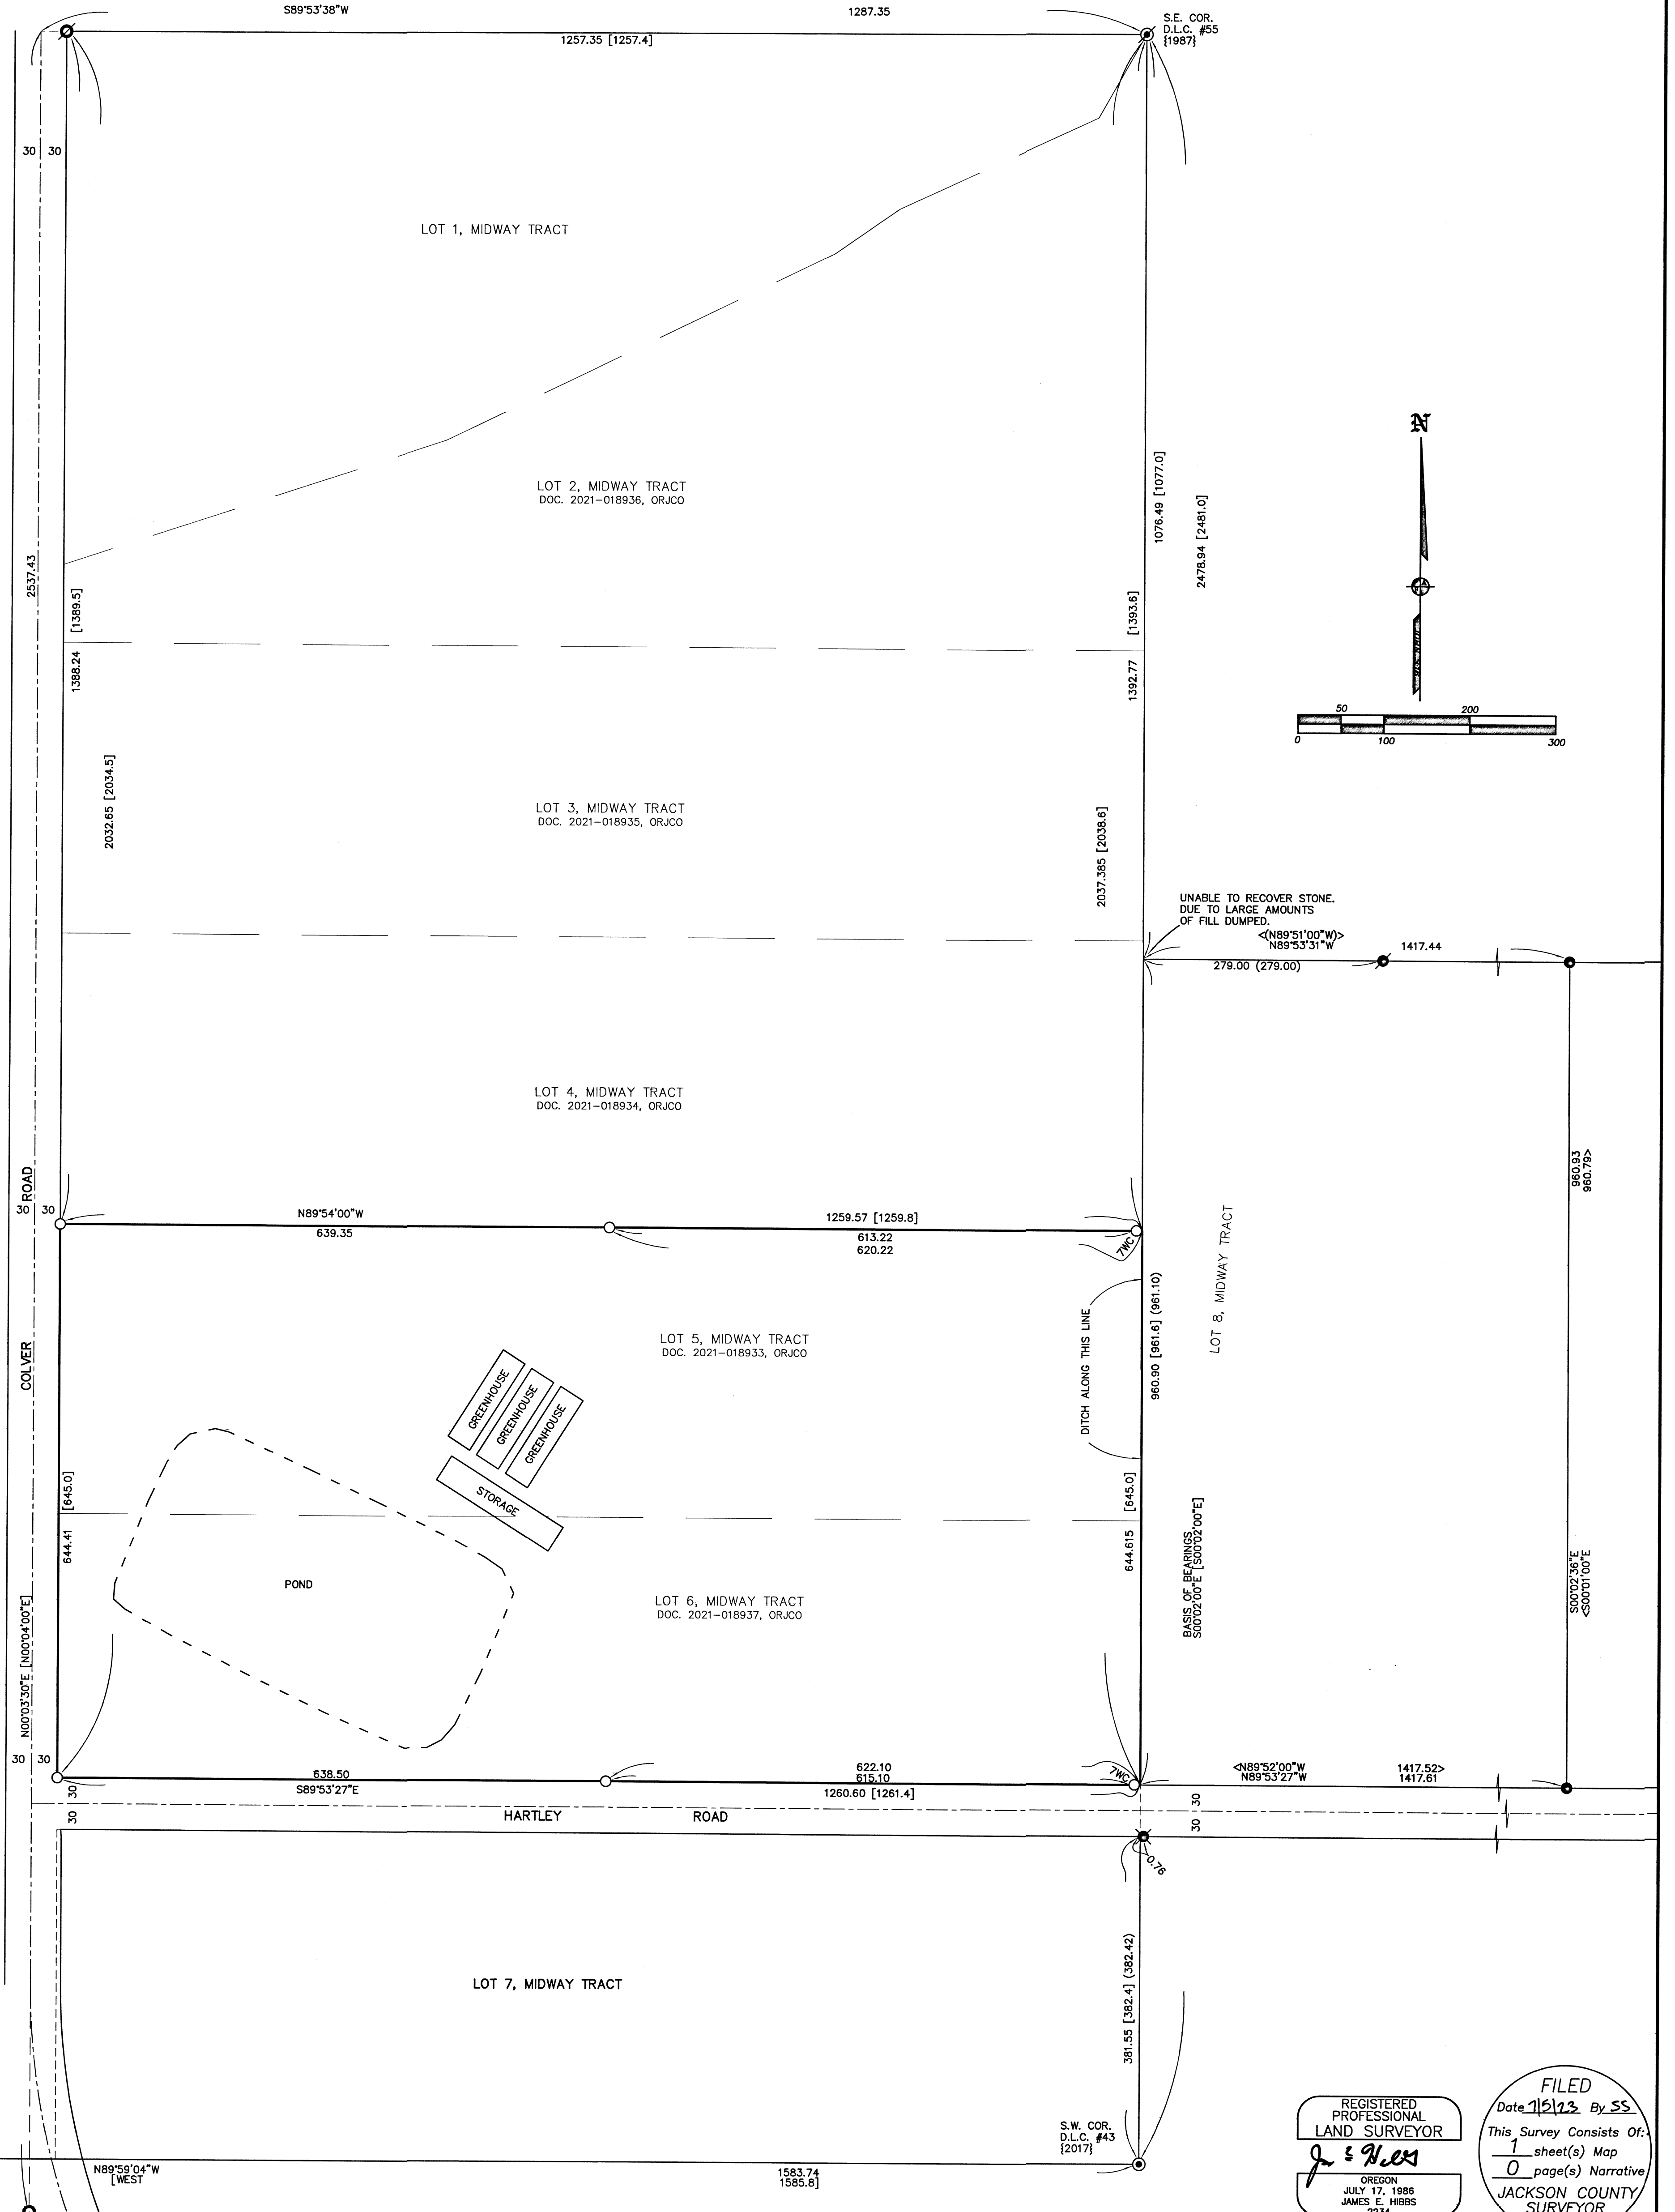 S89°53'38"W
1287.35
1257.35 [1257.4]
S.E. COR.
D.L.C. #55
{1987}
30 30
LOT 1, MIDWAY TRACT
N
LOT 2, MIDWAY TRACT
DOC. 2021-018936, ORJCO
1076.49 [1077.0]
2478.94 [2481.0]
2537.43
1388.24 [1389.5]
1392.77 [1393.6]
50 200
0 100 300
2032.65 [2034.5]
LOT 3, MIDWAY TRACT
DOC. 2021-018935, ORJCO
2037.385 [2038.6]
UNABLE TO RECOVER STONE.
DUE TO LARGE AMOUNTS
OF FILL DUMPED.
<(N89°51'00"W)>
N89°53'31"W
1417.44
279.00 (279.00)
LOT 4, MIDWAY TRACT
DOC. 2021-018934, ORJCO
960.93
960.79>
COLVER ROAD
30 30
N89°54'00"W
639.35
1259.57 [1259.8]
613.22
620.22
7WC
LOT 8, MIDWAY TRACT
LOT 5, MIDWAY TRACT
DOC. 2021-018933, ORJCO
DITCH ALONG THIS LINE
960.90 [961.6] (961.10)
GREENHOUSE
GREENHOUSE
GREENHOUSE
STORAGE
644.41 [645.0]
644.615 [645.0]
BASIS OF BEARINGS
S00°02'00"E [S00°02'00"E]
S00°02'36"E
<S00°01'00"E
POND
LOT 6, MIDWAY TRACT
DOC. 2021-018937, ORJCO
N00°03'30"E [N00°04'00"E]
30 30
638.50
S89°53'27"E
622.10
615.10
1260.60 [1261.4]
7WC
<N89°52'00"W 1417.52>
N89°53'27"W 1417.61
30
30
HARTLEY ROAD
30
30
0.76
LOT 7, MIDWAY TRACT
381.55 [382.4] (382.42)
S.W. COR.
D.L.C. #43
{2017}
N89°59'04"W
[WEST
1583.74
1585.8]
REGISTERED
PROFESSIONAL
LAND SURVEYOR
OREGON
JULY 17, 1986
JAMES E. HIBBS
2234
FILED
Date 7/5/23 By SS
This Survey Consists Of:
1 sheet(s) Map
0 page(s) Narrative
JACKSON COUNTY
SURVEYOR